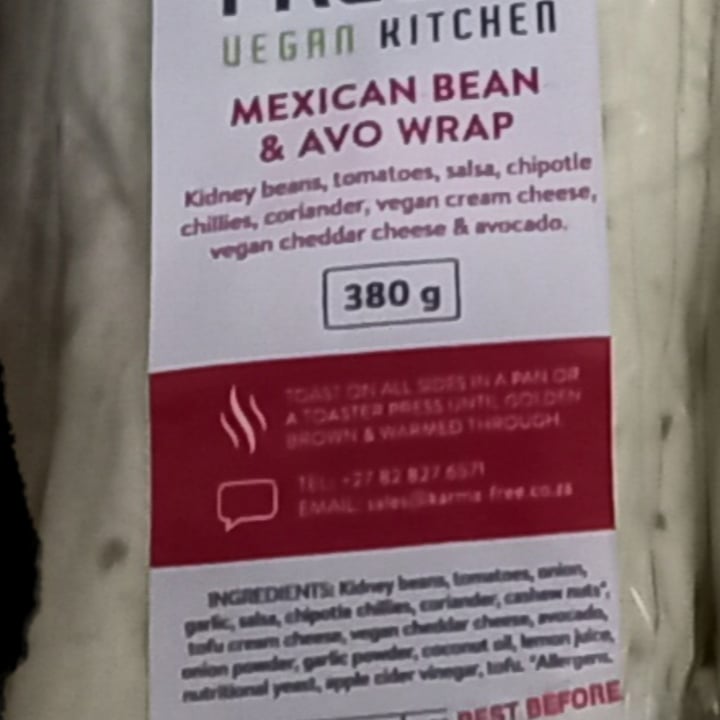 VEGAN KITCHEN
MEXICAN BEAN
& AVO WRAP
Kidney beans, tomatoes, salsa, chipotle
chillies, coriander, vegan cream cheese,
vegan cheddar cheese & avocado.
380 g
TOAST ON ALL SIDES IN A PAN OR
A TOASTER PRESS UNTIL GOLDEN
BROWN & WARMED THROUGH.
TEL: +27 82 827 6571
EMAIL: sales@karma-free.co.za
INGREDIENTS: Kidney beans, tomatoes, onion,
garlic, salsa, chipotle chillies, coriander, cashew nuts*,
tofu cream cheese, vegan cheddar cheese, avocado,
onion powder, garlic powder, coconut oil, lemon juice,
nutritional yeast, apple cider vinegar, tofu. *Allergens.
BEST BEFORE